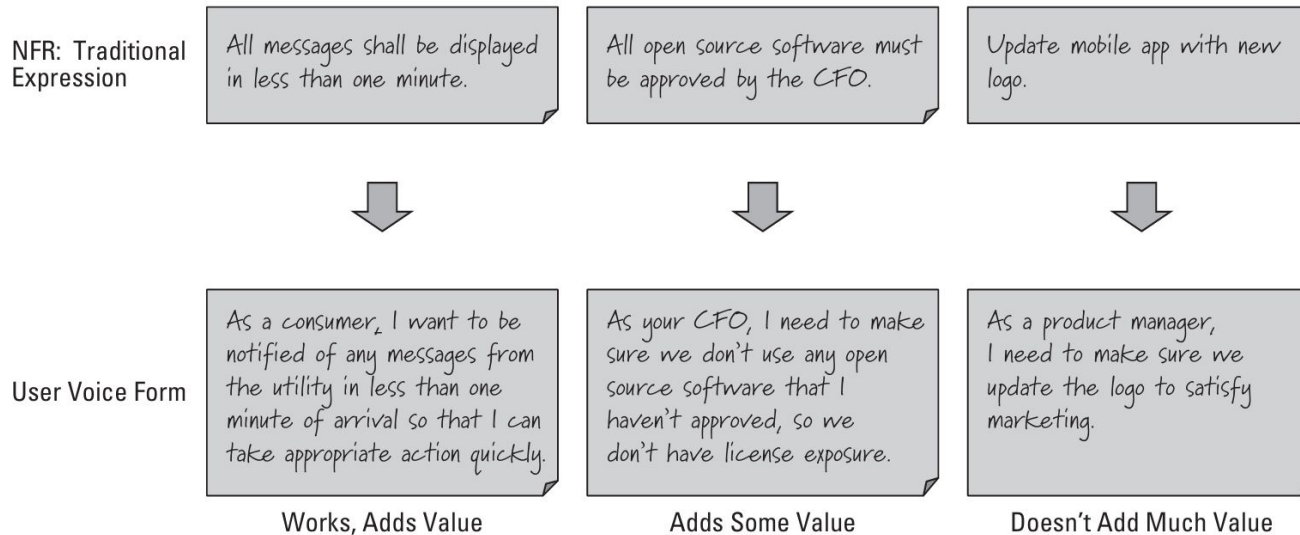 NFR: Traditional
Expression
All messages shall be displayed
in less than one minute.
All open source software must
be approved by the CFO.
Update mobile app with new
logo.
User Voice Form
As a consumer, I want to be
notified of any messages from
the utility in less than one
minute of arrival so that I can
take appropriate action quickly.
As your CFO, I need to make
sure we don't use any open
source software that I
haven't approved, so we
don't have license exposure.
As a product manager,
I need to make sure we
update the logo to satisfy
marketing.
Works, Adds Value
Adds Some Value
Doesn't Add Much Value